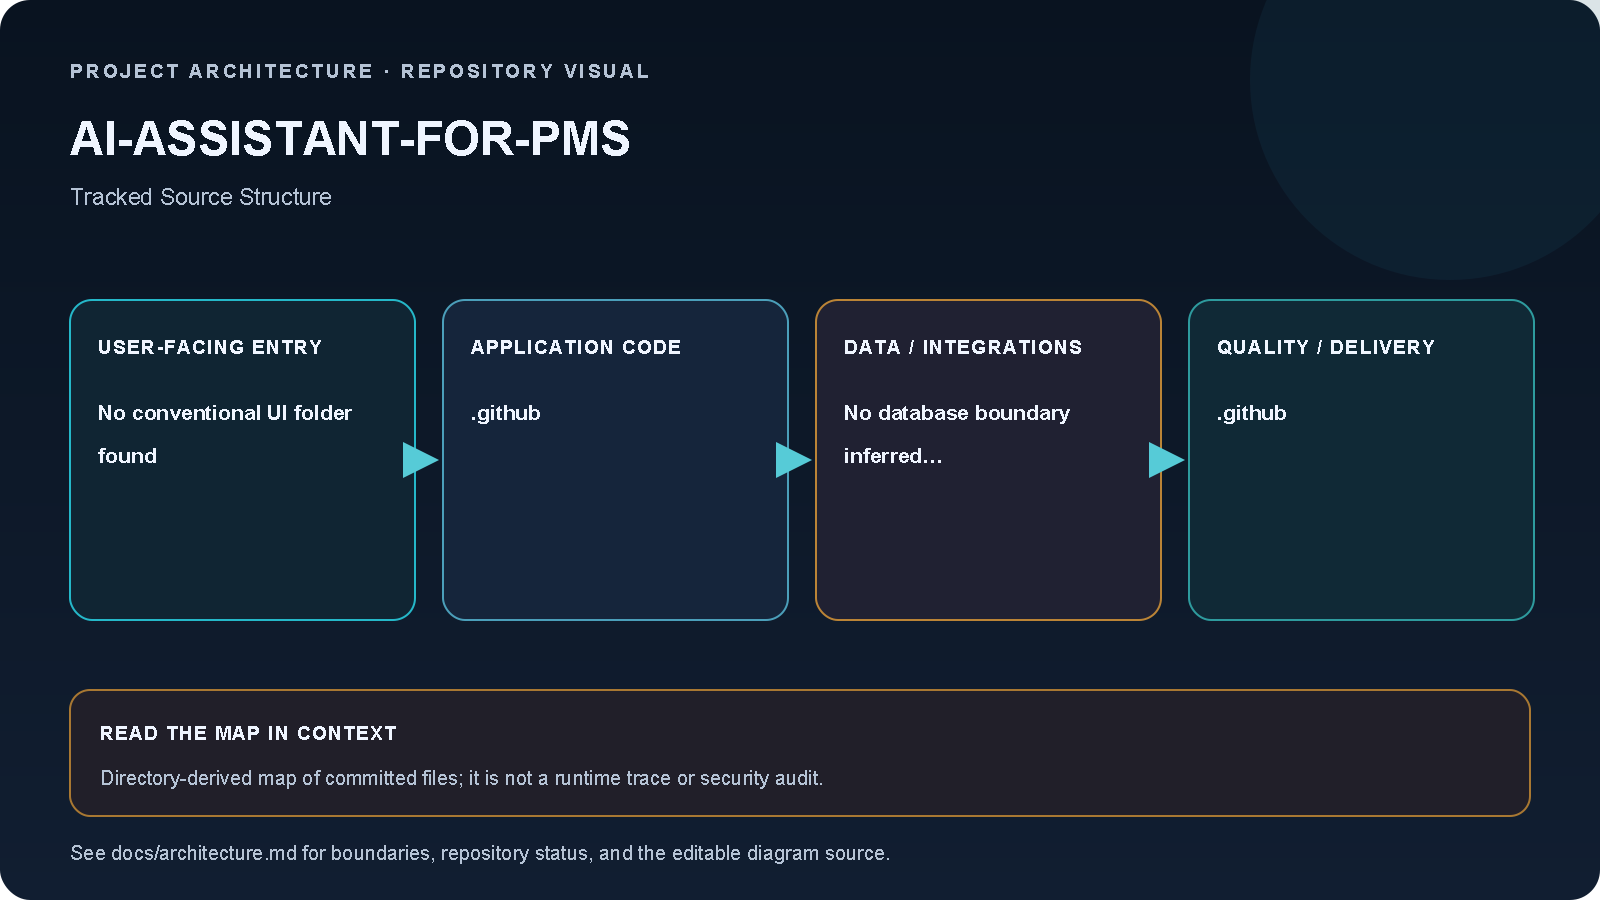 PROJECT ARCHITECTURE · REPOSITORY VISUAL
AI-ASSISTANT-FOR-PMS
Tracked Source Structure
USER-FACING ENTRY
No conventional UI folder
found
APPLICATION CODE
.github
DATA / INTEGRATIONS
No database boundary
inferred...
QUALITY / DELIVERY
.github
READ THE MAP IN CONTEXT
Directory-derived map of committed files; it is not a runtime trace or security audit.
See docs/architecture.md for boundaries, repository status, and the editable diagram source.